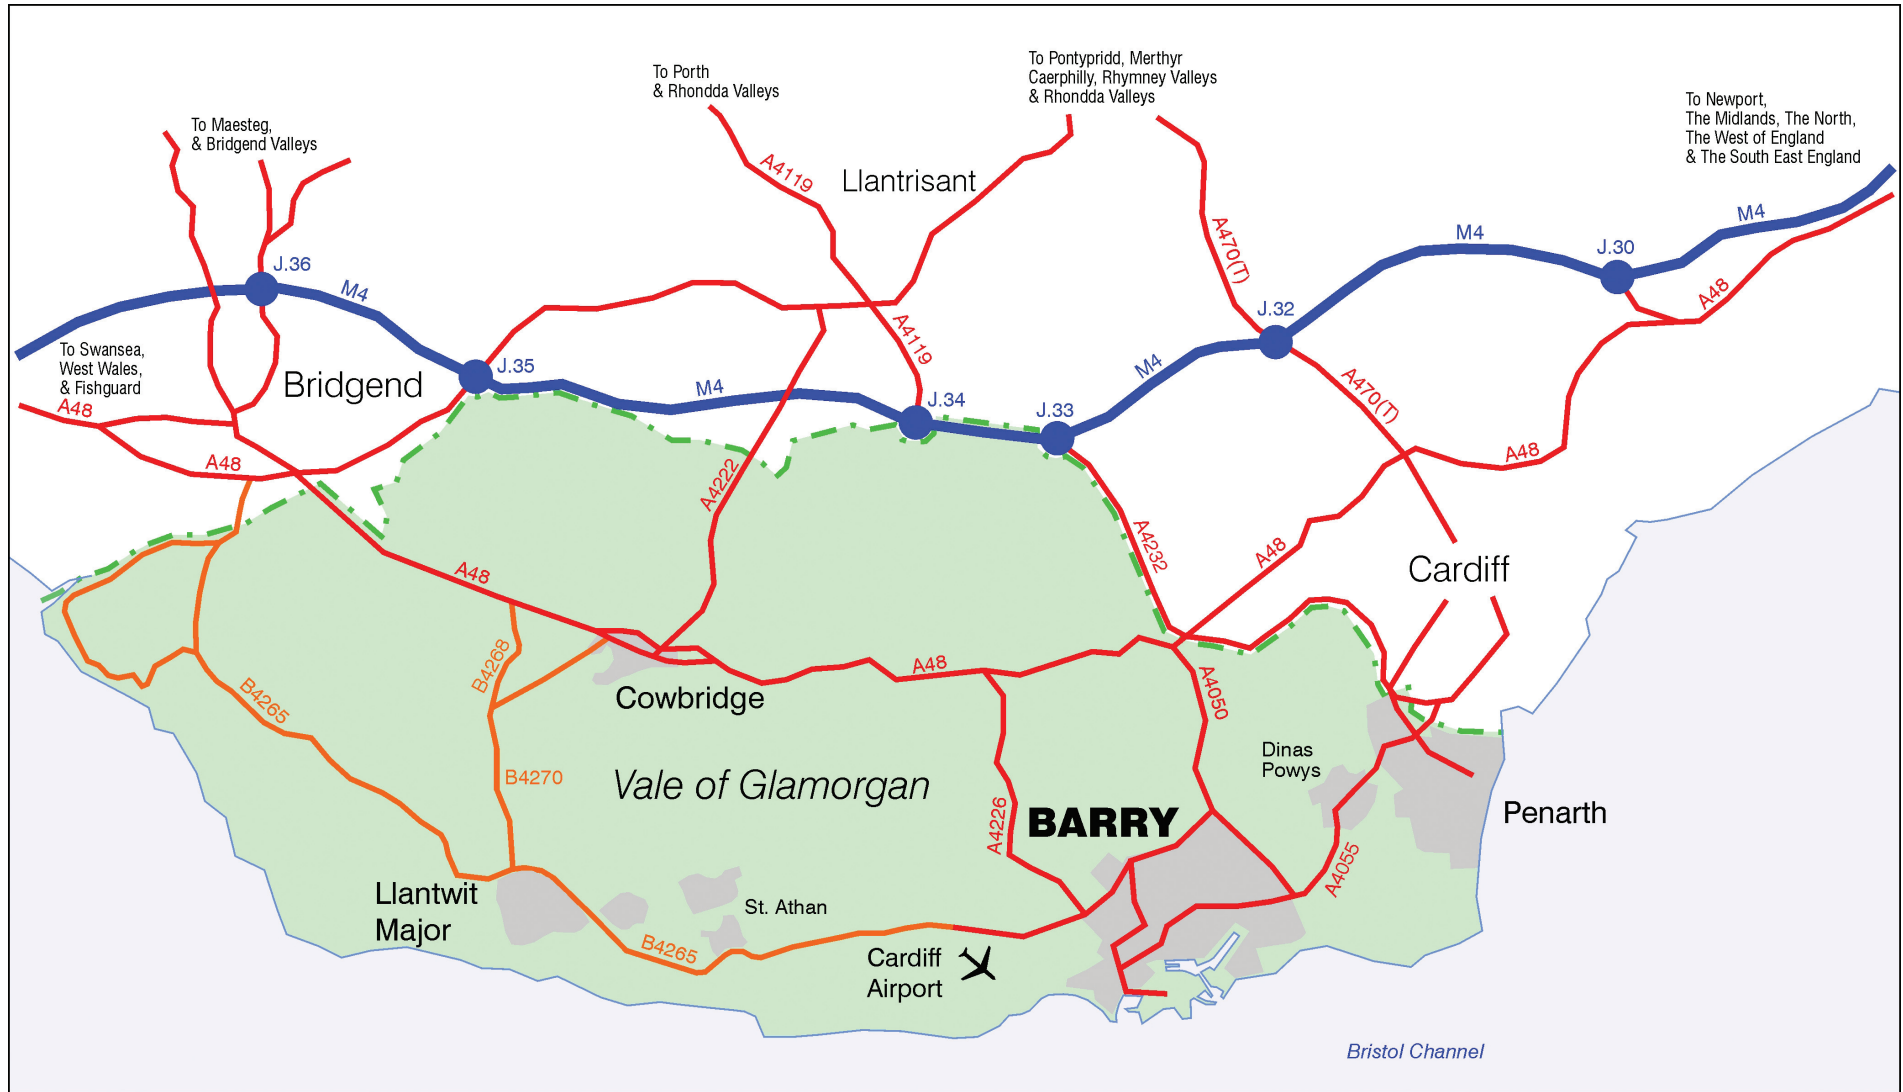 To Pontypridd, Merthyr
Caerphilly, Rhymney Valleys
& Rhondda Valleys
To Porth
& Rhondda Valleys
To Newport,
The Midlands, The North,
The West of England
& The South East England
To Maesteg,
& Bridgend Valleys
A4119
Llantrisant
M4
M4
A470(T)
J.30
J.36
M4
A48
J.32
To Swansea,
West Wales,
& Fishguard
A4119
J.35
Bridgend
M4
M4
A470(T)
A48
J.34
J.33
A48
A48
A4222
A4232
A48
A48
Cardiff
B4268
A48
Cowbridge
A4050
B4265
Dinas
Powys
B4270
Vale of Glamorgan
A4226
BARRY
Penarth
A4055
Llantwit
Major
St. Athan
B4265
Cardiff
Airport
Bristol Channel